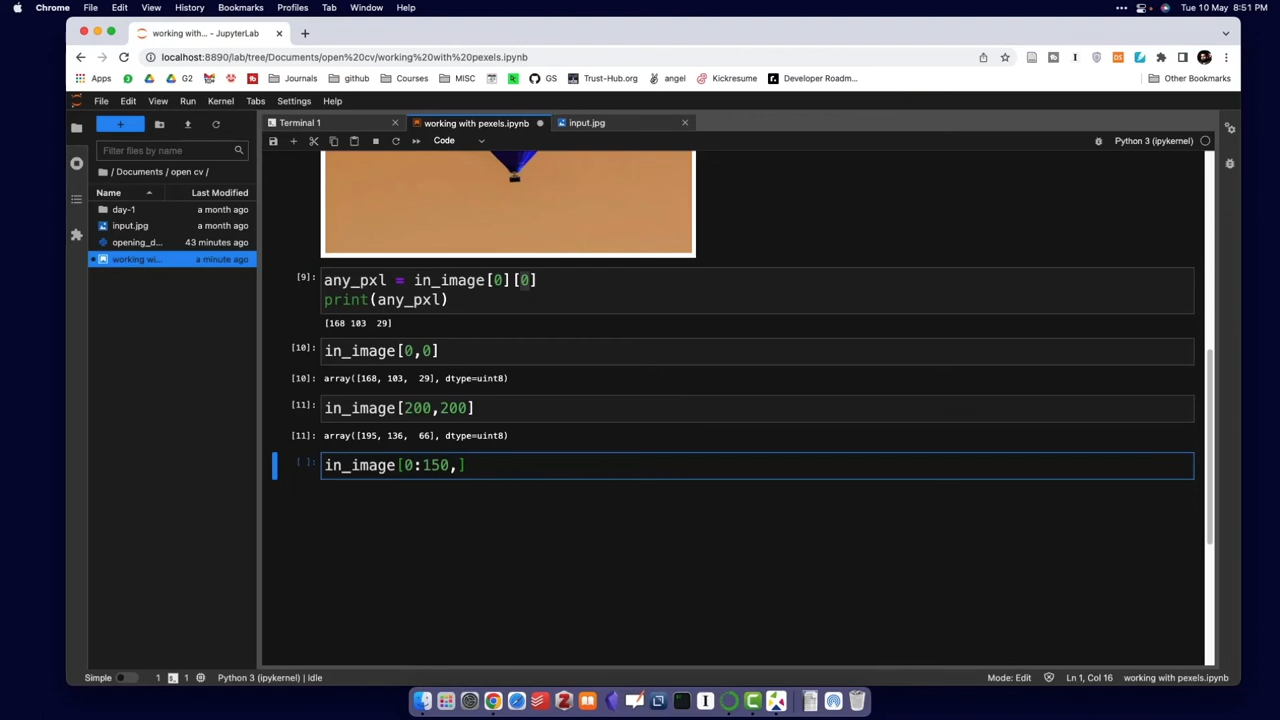 Chrome File Edit View History Bookmarks Profiles Tab Window Help Tue 10 May 8:51 PM
working with... - JupyterLab
localhost:8890/lab/tree/Documents/open%20cv/working%20with%20pexels.ipynb
Apps G2 Journals github Courses MISC GS Trust-Hub.org angel Kickresume Developer Roadm... Other Bookmarks
File Edit View Run Kernel Tabs Settings Help
Terminal 1 working with pexels.ipynb input.jpg
Code Python 3 (ipykernel)
Filter files by name
/ Documents / open cv /
Name Last Modified
day-1 a month ago
input.jpg a month ago
opening_d... 43 minutes ago
working wi... a minute ago
[9]: any_pxl = in_image[0][0]
print(any_pxl)
[168 103  29]
[10]: in_image[0,0]
[10]: array([168, 103,  29], dtype=uint8)
[11]: in_image[200,200]
[11]: array([195, 136,  66], dtype=uint8)
[ ]: in_image[0:150,]
Simple 1 1 Python 3 (ipykernel) | Idle Mode: Edit Ln 1, Col 16 working with pexels.ipynb